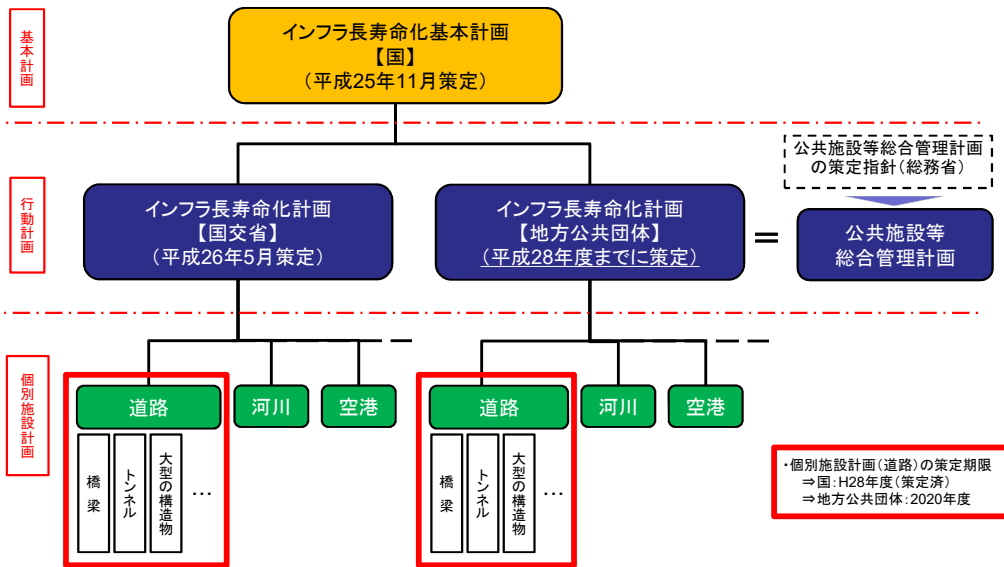 基本計画
インフラ長寿命化基本計画
【国】
（平成25年11月策定）
公共施設等総合管理計画
の策定指針（総務省）
行動計画
インフラ長寿命化計画
【国交省】
（平成26年5月策定）
インフラ長寿命化計画
【地方公共団体】
（平成28年度までに策定）
＝
公共施設等
総合管理計画
個別施設計画
道路
河川
空港
道路
河川
空港
橋梁
トンネル
大型の構造物
…
橋梁
トンネル
大型の構造物
…
・個別施設計画（道路）の策定期限
⇒国：H28年度（策定済）
⇒地方公共団体：2020年度